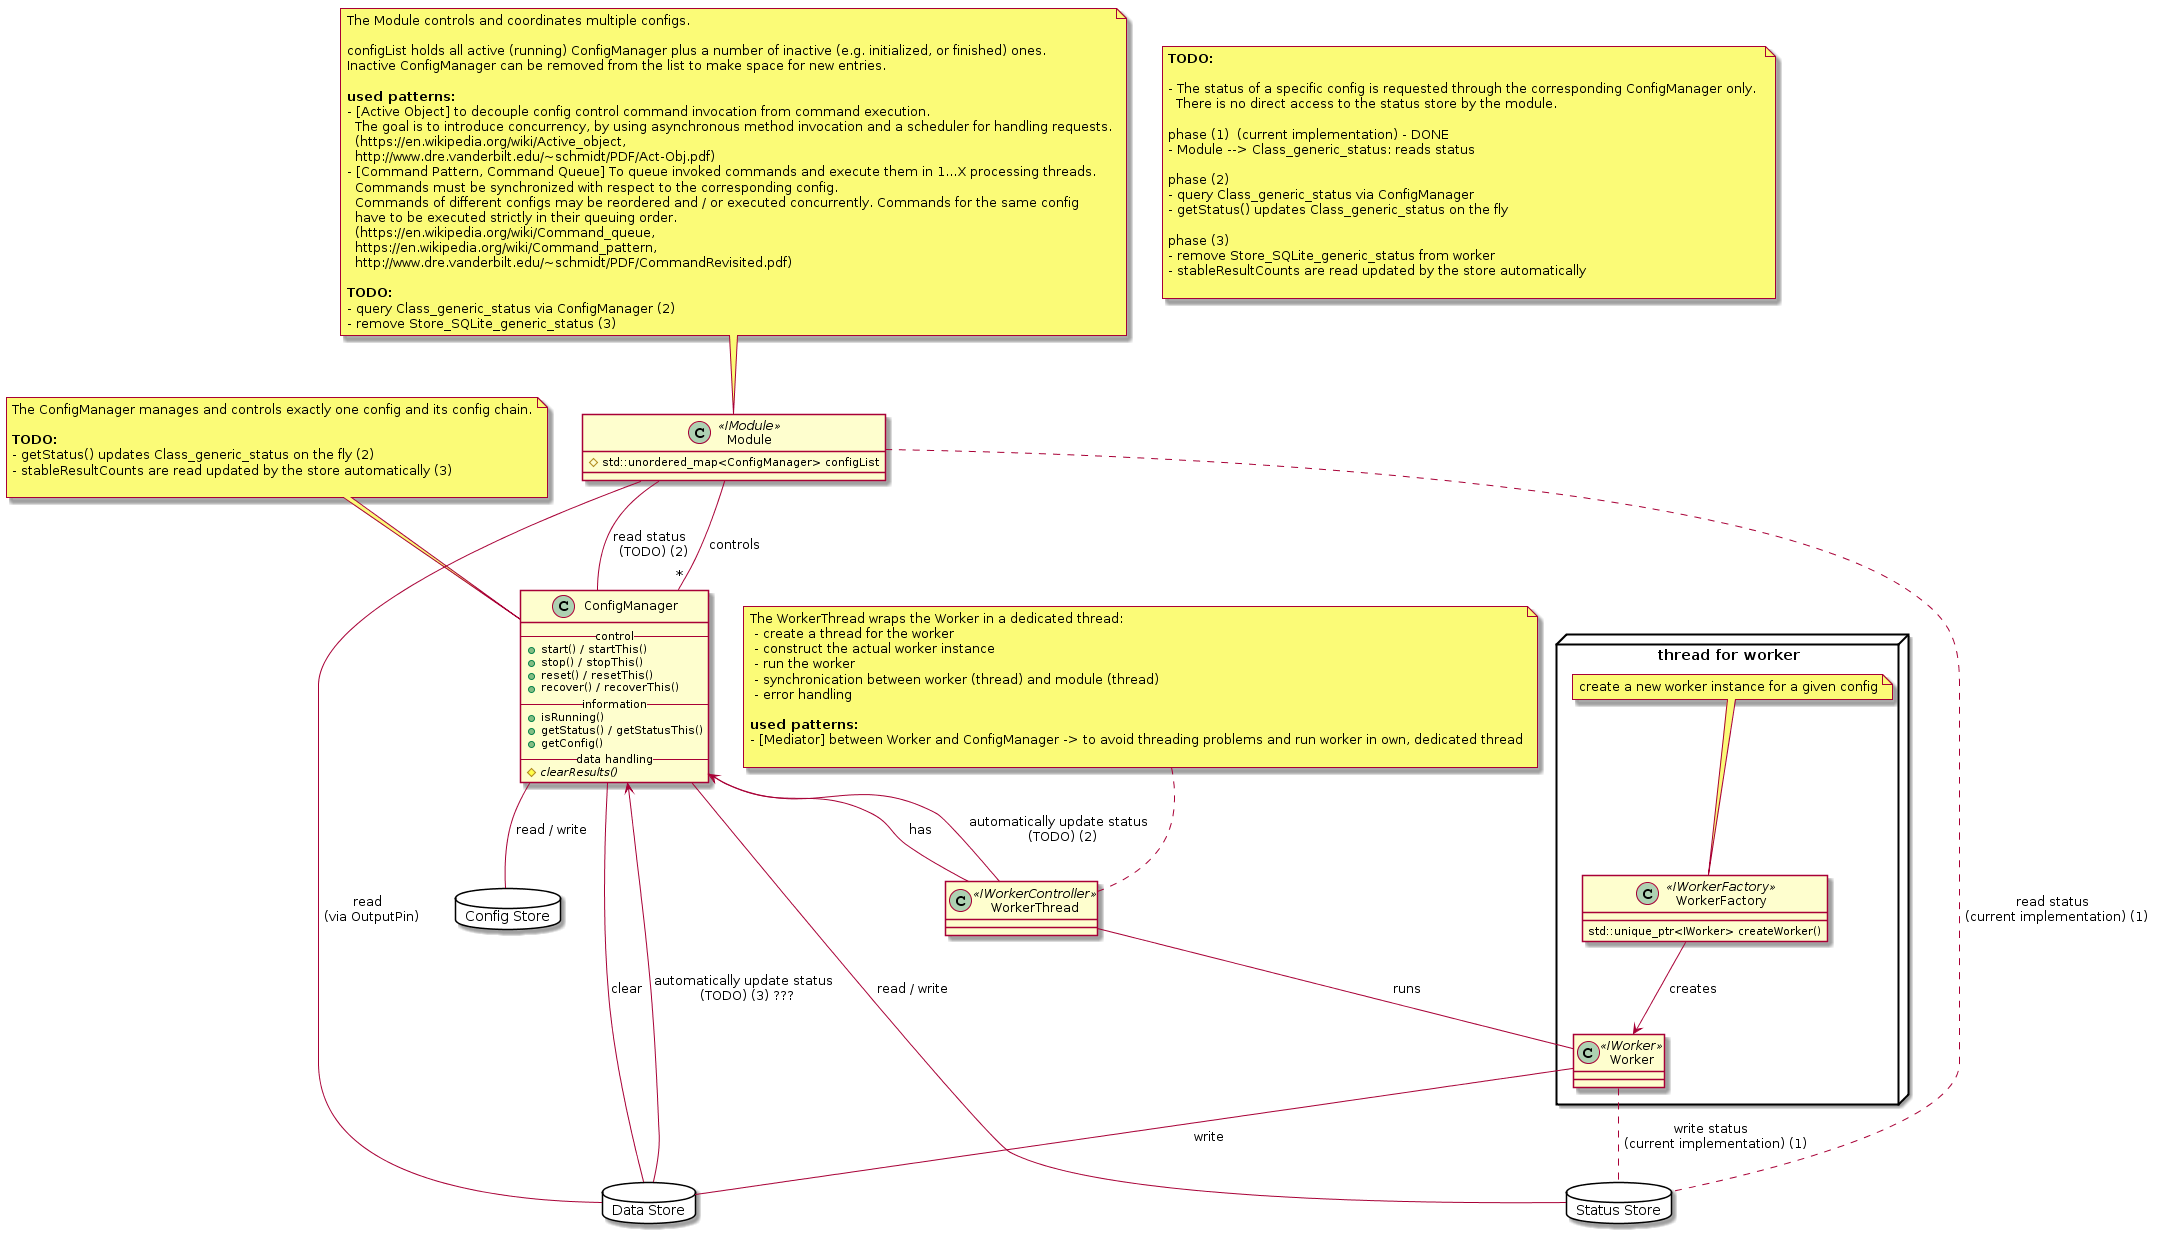 The Module controls and coordinates multiple configs.
configList holds all active (running) ConfigManager plus a number of inactive (e.g. initialized, or finished) ones.
Inactive ConfigManager can be removed from the list to make space for new entries.
used patterns:
- [Active Object] to decouple config control command invocation from command execution.
The goal is to introduce concurrency, by using asynchronous method invocation and a scheduler for handling requests.
(https://en.wikipedia.org/wiki/Active_object,
http://www.dre.vanderbilt.edu/~schmidt/PDF/Act-Obj.pdf)
- [Command Pattern, Command Queue] To queue invoked commands and execute them in 1...X processing threads.
Commands must be synchronized with respect to the corresponding config.
Commands of different configs may be reordered and / or executed concurrently. Commands for the same config
have to be executed strictly in their queuing order.
(https://en.wikipedia.org/wiki/Command_queue,
https://en.wikipedia.org/wiki/Command_pattern,
http://www.dre.vanderbilt.edu/~schmidt/PDF/CommandRevisited.pdf)
TODO:
- query Class_generic_status via ConfigManager (2)
- remove Store_SQLite_generic_status (3)
TODO:
- The status of a specific config is requested through the corresponding ConfigManager only.
There is no direct access to the status store by the module.
phase (1)  (current implementation) - DONE
- Module --> Class_generic_status: reads status
phase (2)
- query Class_generic_status via ConfigManager
- getStatus() updates Class_generic_status on the fly
phase (3)
- remove Store_SQLite_generic_status from worker
- stableResultCounts are read updated by the store automatically
The ConfigManager manages and controls exactly one config and its config chain.
TODO:
- getStatus() updates Class_generic_status on the fly (2)
- stableResultCounts are read updated by the store automatically (3)
C
«IModule»
Module
std::unordered_map<ConfigManager> configList
read status
(TODO) (2)
controls
*
C ConfigManager
control
start() / startThis()
stop() / stopThis()
reset() / resetThis()
recover() / recoverThis()
information
isRunning()
getStatus() / getStatusThis()
getConfig()
data handling
clearResults()
The WorkerThread wraps the Worker in a dedicated thread:
- create a thread for the worker
- construct the actual worker instance
- run the worker
- synchronication between worker (thread) and module (thread)
- error handling
used patterns:
- [Mediator] between Worker and ConfigManager -> to avoid threading problems and run worker in own, dedicated thread
thread for worker
create a new worker instance for a given config
read / write
has
automatically update status
(TODO) (2)
C
«IWorkerController»
WorkerThread
C
«IWorkerFactory»
WorkerFactory
std::unique_ptr<IWorker> createWorker()
read
(via OutputPin)
Config Store
read status
(current implementation) (1)
clear
automatically update status
(TODO) (3) ???
read / write
runs
creates
C
«IWorker»
Worker
write
write status
(current implementation) (1)
Data Store
Status Store